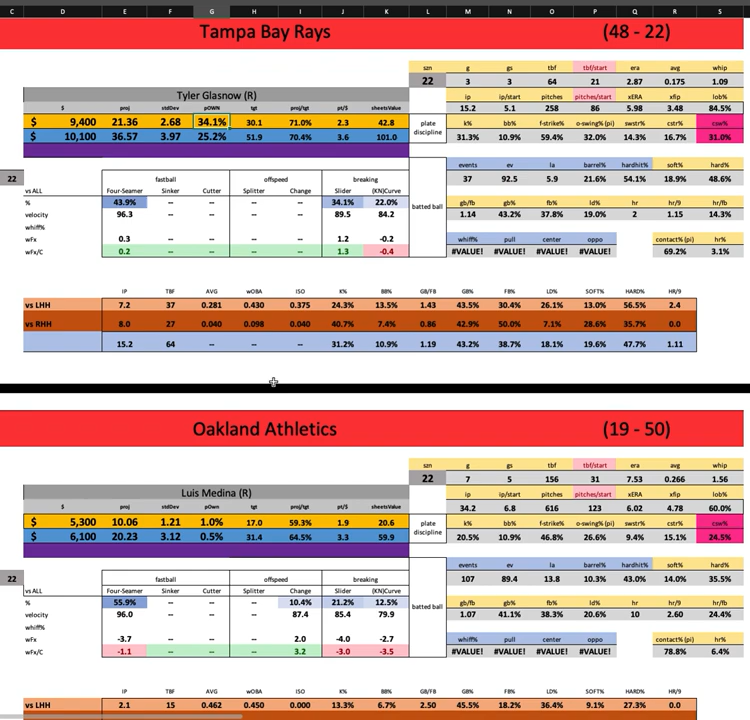 C D E F G H I J K L M N O P Q R S
Tampa Bay Rays (48 - 22)
szn g gs tbf tbf/start era avg whip
22 3 3 64 21 2.87 0.175 1.09
Tyler Glasnow (R) ip ip/start pitches pitches/start xERA xfip lob%
$ proj stdDev pOWN tgt proj/tgt pt/$ sheetsValue 15.2 5.1 258 86 5.98 3.48 84.5%
$ 9,400 21.36 2.68 34.1% 30.1 71.0% 2.3 42.8 plate discipline k% bb% f-strike% o-swing% (pi) swstr% cstr% csw%
$ 10,100 36.57 3.97 25.2% 51.9 70.4% 3.6 101.0 31.3% 10.9% 59.4% 32.0% 14.3% 16.7% 31.0%
events ev la barrel% hardhit% soft% hard%
22 fastball offspeed breaking 37 92.5 5.9 21.6% 54.1% 18.9% 48.6%
vs ALL Four-Seamer Sinker Cutter Splitter Change Slider (KN)Curve
% 43.9% -- -- -- -- 34.1% 22.0% batted ball gb/fb gb% fb% ld% hr hr/9 hr/fb
velocity 96.3 -- -- -- -- 89.5 84.2 1.14 43.2% 37.8% 19.0% 2 1.15 14.3%
whiff%
wFx 0.3 1.2 -0.2 whiff% pull center oppo contact% (pi) hr%
wFx/C 0.2 -- -- -- -- 1.3 -0.4 #VALUE! #VALUE! #VALUE! #VALUE! 69.2% 3.1%
IP TBF AVG wOBA ISO K% BB% GB/FB GB% FB% LD% SOFT% HARD% HR/9
vs LHH 7.2 37 0.281 0.430 0.375 24.3% 13.5% 1.43 43.5% 30.4% 26.1% 13.0% 56.5% 2.4
vs RHH 8.0 27 0.040 0.098 0.040 40.7% 7.4% 0.86 42.9% 50.0% 7.1% 28.6% 35.7% 0.0
15.2 64 -- -- -- 31.2% 10.9% 1.19 43.2% 38.7% 18.1% 19.6% 47.7% 1.11
Oakland Athletics (19 - 50)
szn g gs tbf tbf/start era avg whip
22 7 5 156 31 7.53 0.266 1.56
Luis Medina (R) ip ip/start pitches pitches/start xERA xfip lob%
$ proj stdDev pOwn tgt proj/tgt pt/$ sheetsValue 34.2 6.8 616 123 6.02 4.78 60.0%
$ 5,300 10.06 1.21 1.0% 17.0 59.3% 1.9 20.6 plate discipline k% bb% f-strike% o-swing% (pi) swstr% cstr% csw%
$ 6,100 20.23 3.12 0.5% 31.4 64.5% 3.3 59.9 20.5% 10.9% 46.8% 26.6% 9.4% 15.1% 24.5%
events ev la barrel% hardhit% soft% hard%
22 fastball offspeed breaking 107 89.4 13.8 10.3% 43.0% 14.0% 35.5%
vs ALL Four-Seamer Sinker Cutter Splitter Change Slider (KN)Curve
% 55.9% -- -- -- 10.4% 21.2% 12.5% batted ball gb/fb gb% fb% ld% hr hr/9 hr/fb
velocity 96.0 -- -- -- 87.4 85.4 79.9 1.07 41.1% 38.3% 20.6% 10 2.60 24.4%
whiff%
wFx -3.7 2.0 -4.0 -2.7 whiff% pull center oppo contact% (pi) hr%
wFx/C -1.1 -- -- -- 3.2 -3.0 -3.5 #VALUE! #VALUE! #VALUE! #VALUE! 78.8% 6.4%
IP TBF AVG wOBA ISO K% BB% GB/FB GB% FB% LD% SOFT% HARD% HR/9
vs LHH 2.1 15 0.462 0.450 0.000 13.3% 6.7% 2.50 45.5% 18.2% 36.4% 9.1% 27.3% 0.0